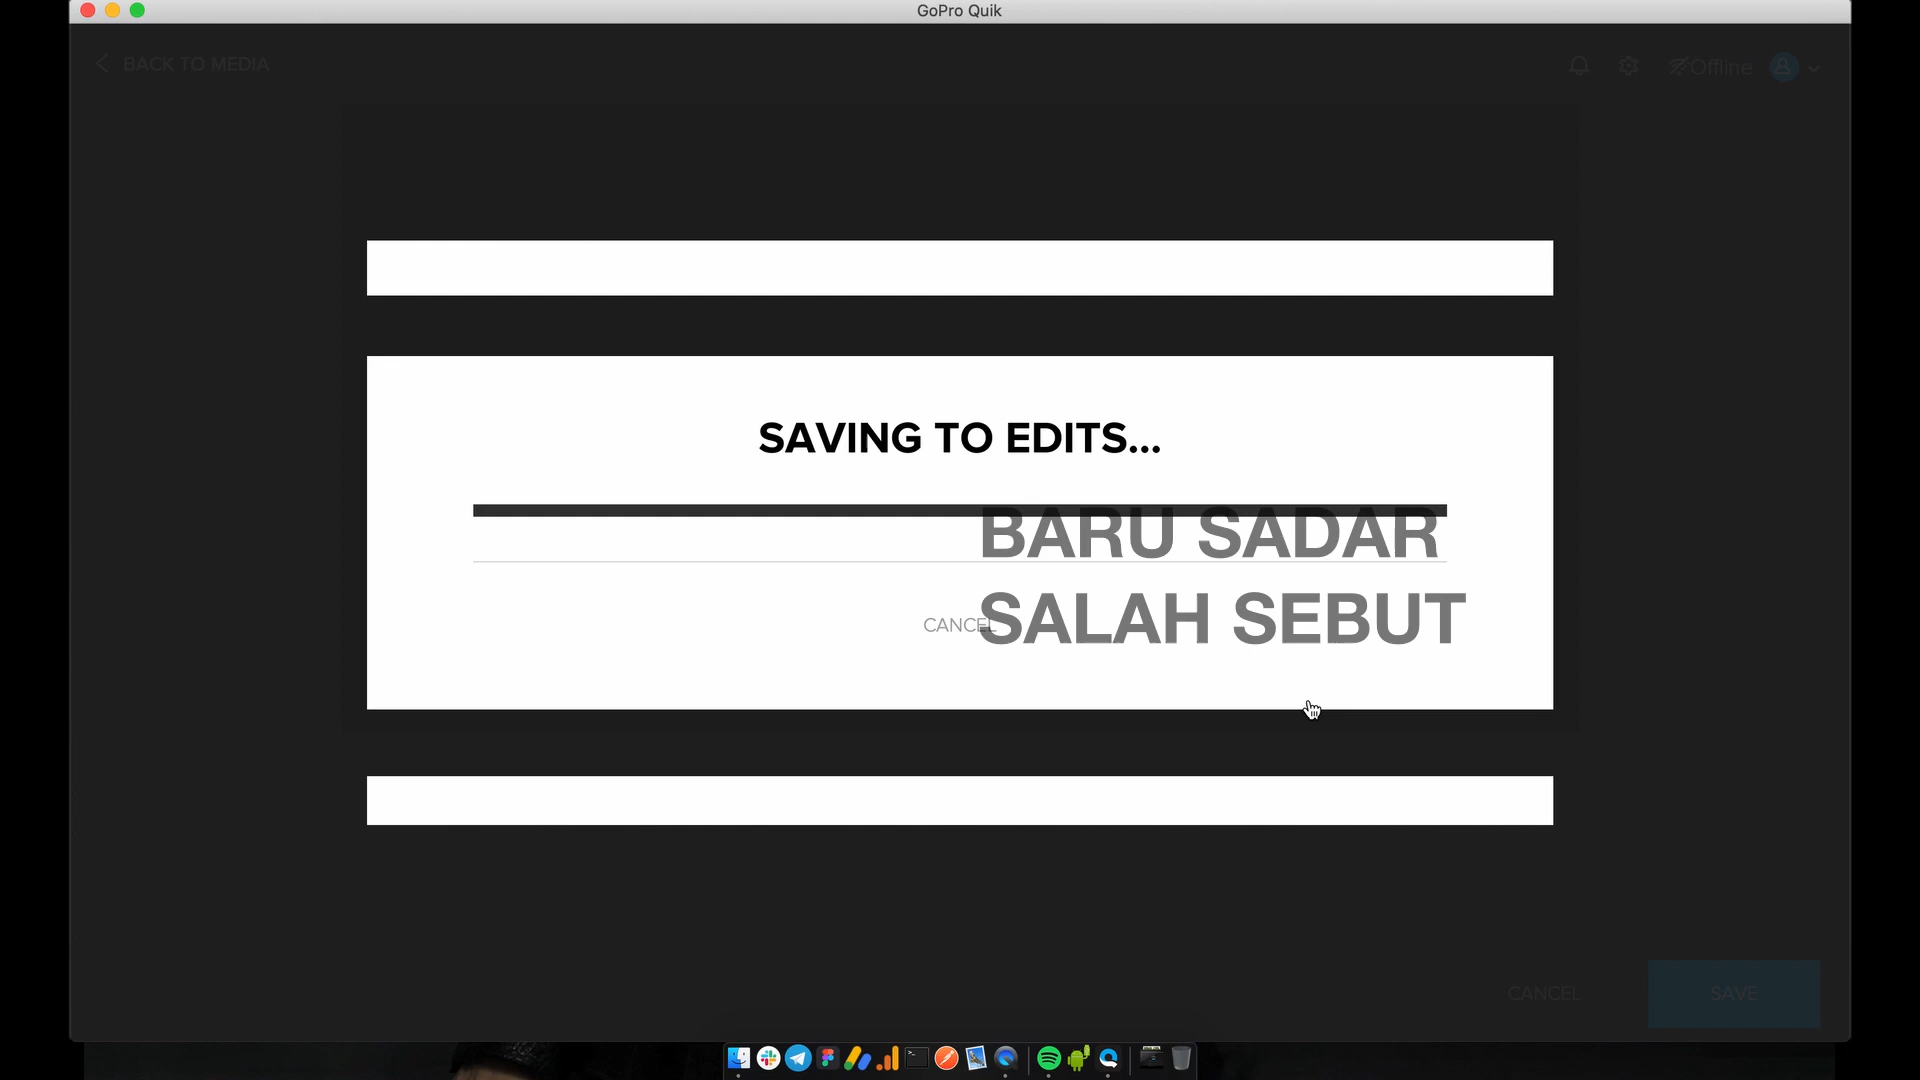 GoPro Quik
BACK TO MEDIA
Offline
SAVING TO EDITS...
BARU SADAR
SALAH SEBUT
CANCEL
CANCEL
SAVE